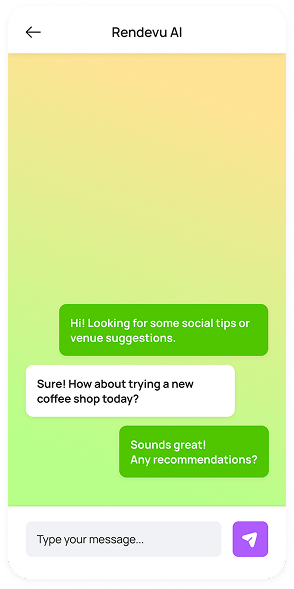 Rendevu AI
Hi! Looking for some social tips or
venue suggestions.
Sure! How about trying a new
coffee shop today?
Sounds great!
Any recommendations?
Type your message...